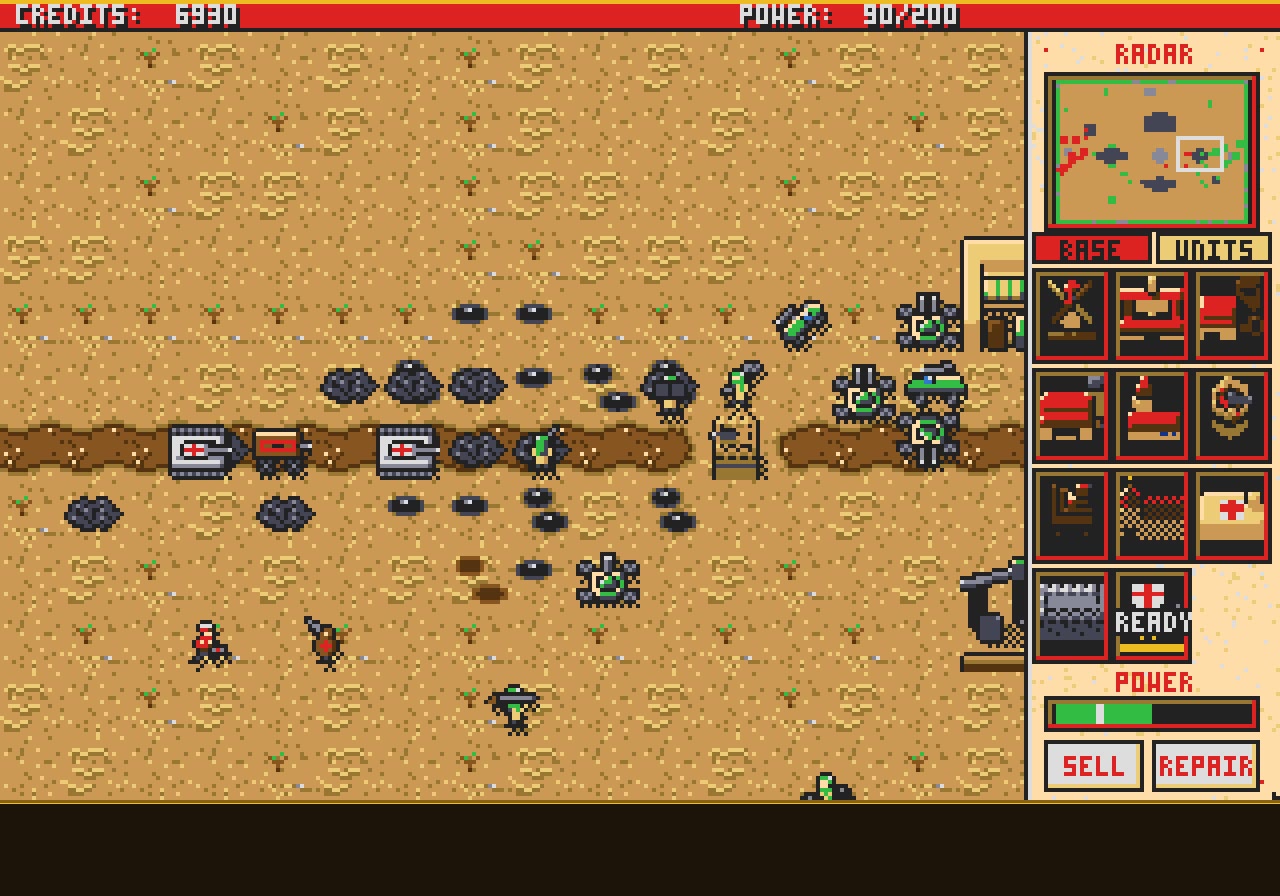 CREDITS: 6930 POWER: 90/200
RADAR
BASE UNITS
READY
POWER
SELL REPAIR